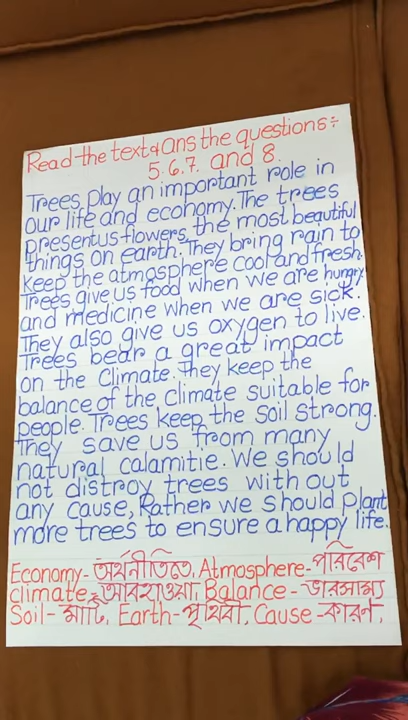 Read the text & ans the questions÷
5.6.7. and 8.
Trees play an important role in
our life and economy. The trees
present us flowers, the most beautiful
things on earth. They bring rain to
keep the atmosphere cool and fresh.
Trees give us food when we are hungry
and medicine when we are sick.
They also give us oxygen to live.
Trees bear a great impact
on the Climate. They keep the
balance of the climate suitable for
people. Trees keep the Soil strong.
They save us from many
natural calamitie. We should
not distroy trees with out
any cause, Rather we should plant
more trees to ensure a happy life.
Economy- অর্থনীতিতে, Atmosphere-পরিবেশ
climate-আবহাওয়া, Balance-ভারসাম্য
Soil-মাটি, Earth-পৃথিবী, Cause-কারন,